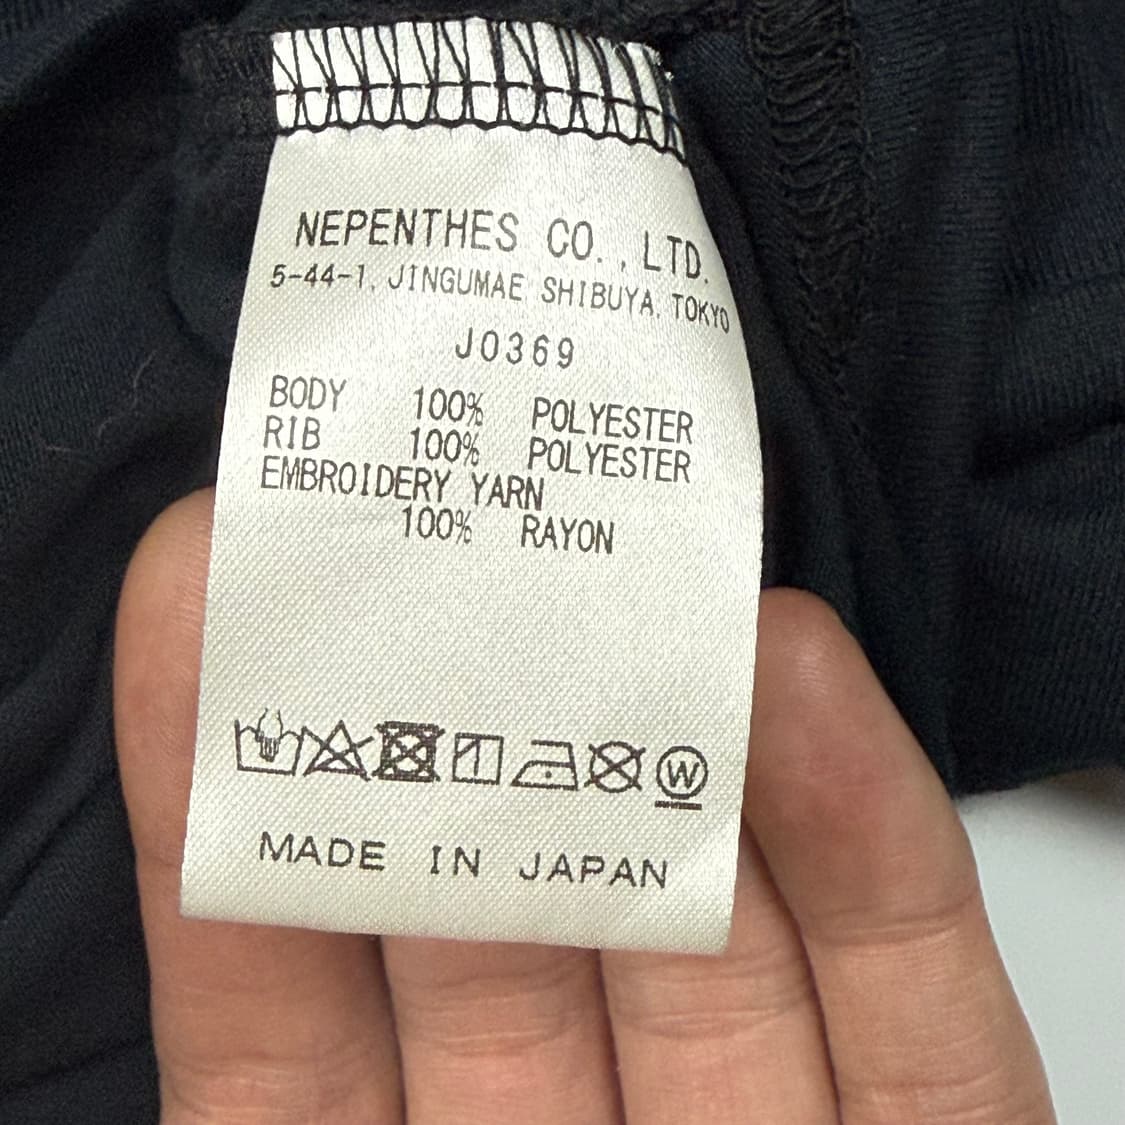 NEPENTHES CO., LTD.
5-44-1, JINGUMAE SHIBUYA, TOKYO
J0369
BODY 100% POLYESTER
RIB 100% POLYESTER
EMBROIDERY YARN
100% RAYON
W
MADE IN JAPAN